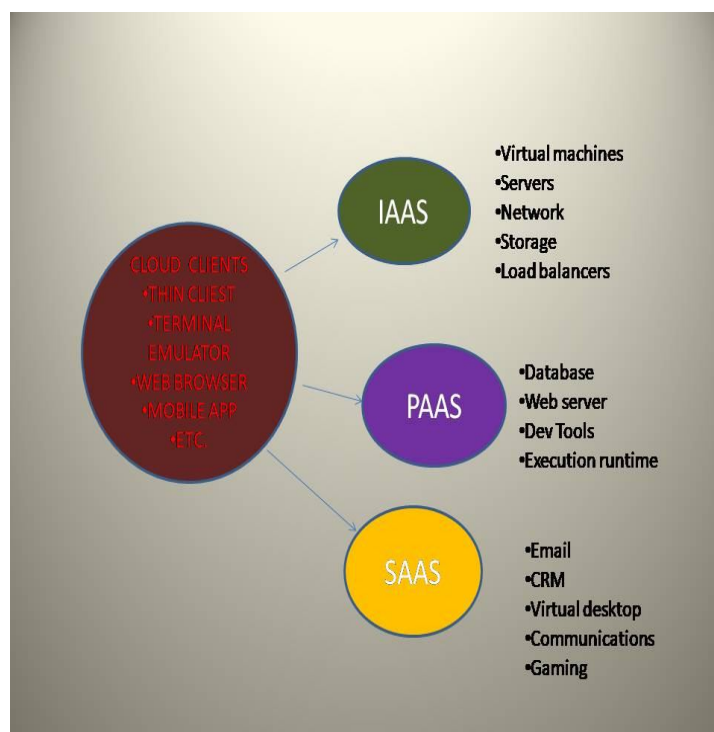 CLOUD CLIENTS
•THIN CLIEST
•TERMINAL
EMULATOR
•WEB BROWSER
•MOBILE APP
•ETC.
IAAS
•Virtual machines
•Servers
•Network
•Storage
•Load balancers
PAAS
•Database
•Web server
•Dev Tools
•Execution runtime
SAAS
•Email
•CRM
•Virtual desktop
•Communications
•Gaming